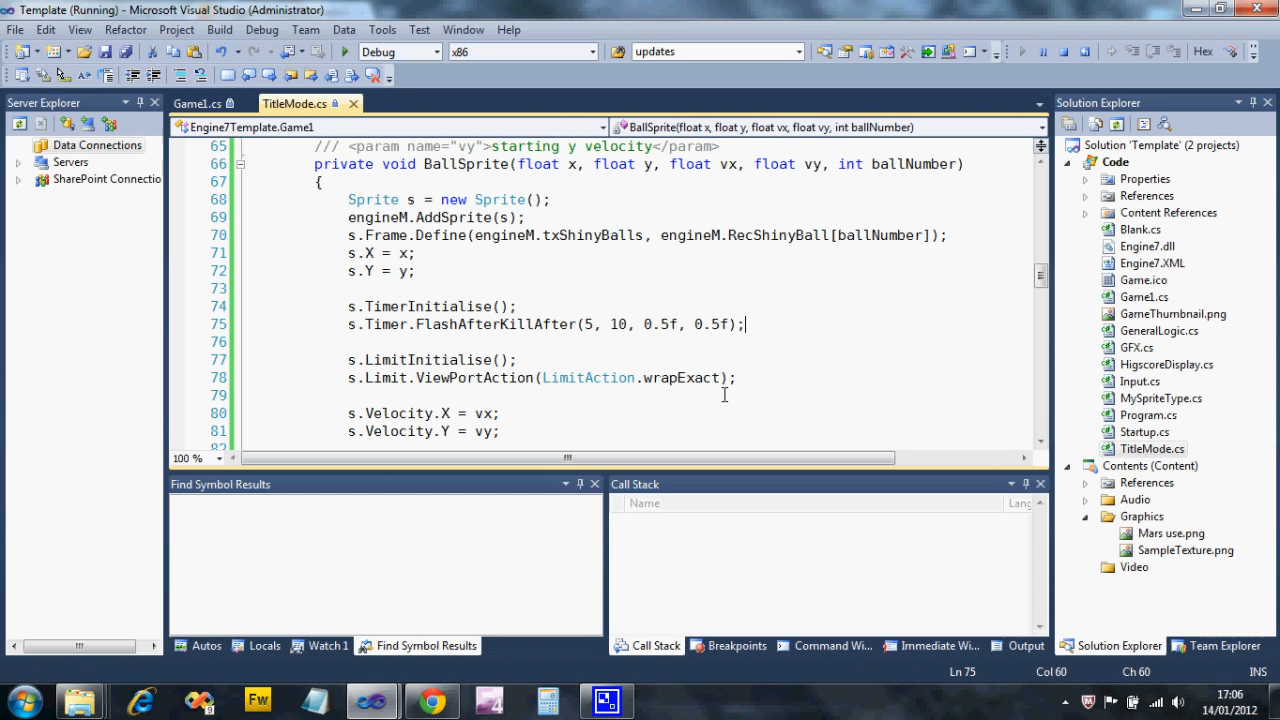 Template (Running) - Microsoft Visual Studio (Administrator)
File Edit View Refactor Project Build Debug Team Data Tools Test Window Help
Debug x86 updates Hex
Server Explorer
Data Connections
Servers
SharePoint Connectio
Game1.cs TitleMode.cs
Engine7Template.Game1 BallSprite(float x, float y, float vx, float vy, int ballNumber)
65 /// <param name="vy">starting y velocity</param>
66 private void BallSprite(float x, float y, float vx, float vy, int ballNumber)
67 {
68 Sprite s = new Sprite();
69 engineM.AddSprite(s);
70 s.Frame.Define(engineM.txShinyBalls, engineM.RecShinyBall[ballNumber]);
71 s.X = x;
72 s.Y = y;
73
74 s.TimerInitialise();
75 s.Timer.FlashAfterKillAfter(5, 10, 0.5f, 0.5f);
76
77 s.LimitInitialise();
78 s.Limit.ViewPortAction(LimitAction.wrapExact);
79
80 s.Velocity.X = vx;
81 s.Velocity.Y = vy;
82
100 %
Find Symbol Results
Call Stack
Name Lang
Autos Locals Watch 1 Find Symbol Results
Call Stack Breakpoints Command Wi... Immediate Wi... Output
Solution Explorer
Solution 'Template' (2 projects)
Code
Properties
References
Content References
Blank.cs
Engine7.dll
Engine7.XML
Game.ico
Game1.cs
GameThumbnail.png
GeneralLogic.cs
GFX.cs
HigscoreDisplay.cs
Input.cs
MySpriteType.cs
Program.cs
Startup.cs
TitleMode.cs
Contents (Content)
References
Audio
Graphics
Mars use.png
SampleTexture.png
Video
Solution Explorer Team Explorer
Ln 75 Col 60 Ch 60 INS
Fw 4
17:06
14/01/2012